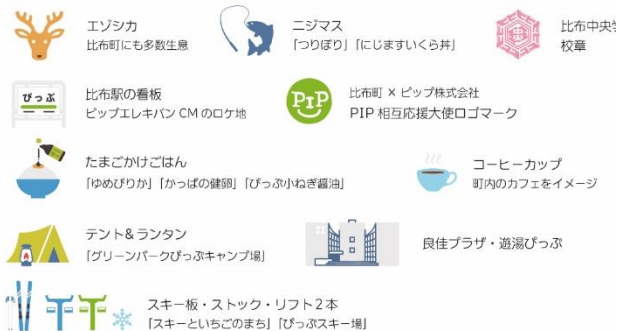 エゾシカ
比布町にも多数生息
ニジマス
「つりぼり」「にじますいくら丼」
比布中央
校章
ぴっぷ
比布駅の看板
ピップエレキバン CM のロケ地
PIP
比布町 × ピップ株式会社
PIP 相互応援大使ロゴマーク
たまごかけごはん
「ゆめぴりか」「かっぱの健卵」「ぴっぷ小ねぎ醤油」
コーヒーカップ
町内のカフェをイメージ
テント&ランタン
「グリーンパークぴっぷキャンプ場」
良佳プラザ・遊湯ぴっぷ
スキー板・ストック・リフト2本
「スキーといちごのまち」「ぴっぷスキー場」